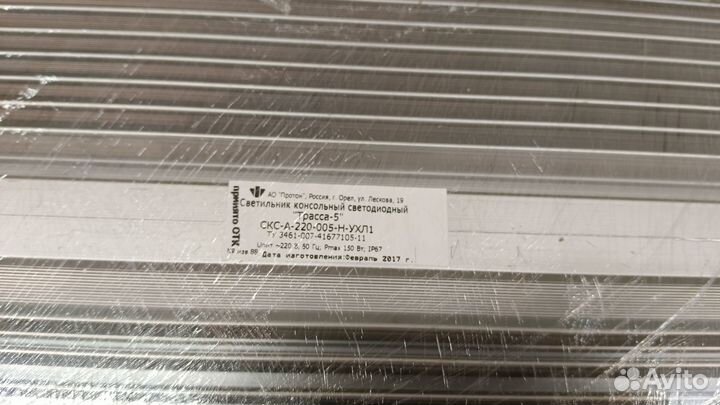 АО "Протон", Россия, г. Орел, ул. Лескова, 19
Светильник консольный светодиодный
"Трасса-5"
СКС-А-220-005-Н-УХЛ1
ТУ 3461-007-41677105-11
Uпит ~220 В, 50 Гц; Pmax 150 Вт; IP67
Дата изготовления:Февраль 2017 г.
принято ОТК
Avito